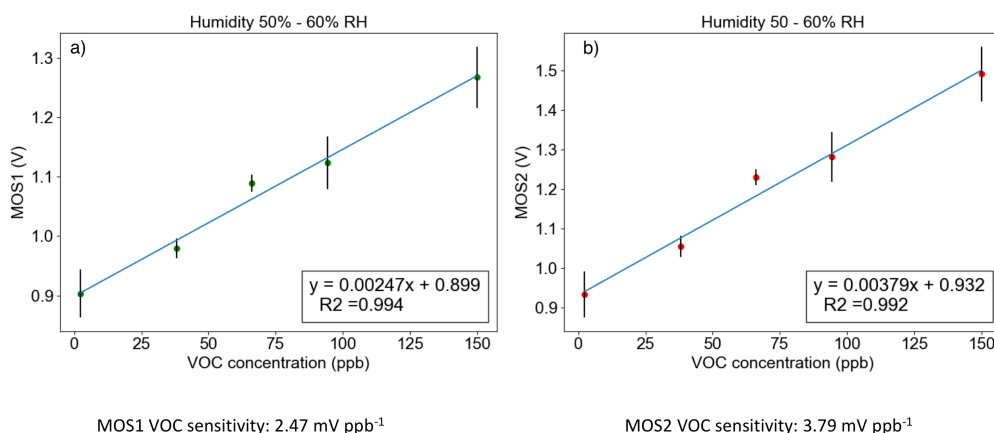 Humidity 50% - 60% RH
a)
1.3
1.2
1.1
1.0
0.9
MOS1 (V)
y = 0.00247x + 0.899
R2 =0.994
0
25
50
75
100
125
150
VOC concentration (ppb)
MOS1 VOC sensitivity: 2.47 mV ppb⁻¹
Humidity 50 - 60% RH
b)
1.5
1.4
1.3
1.2
1.1
1.0
0.9
MOS2 (V)
y = 0.00379x + 0.932
R2 =0.992
0
25
50
75
100
125
150
VOC concentration (ppb)
MOS2 VOC sensitivity: 3.79 mV ppb⁻¹